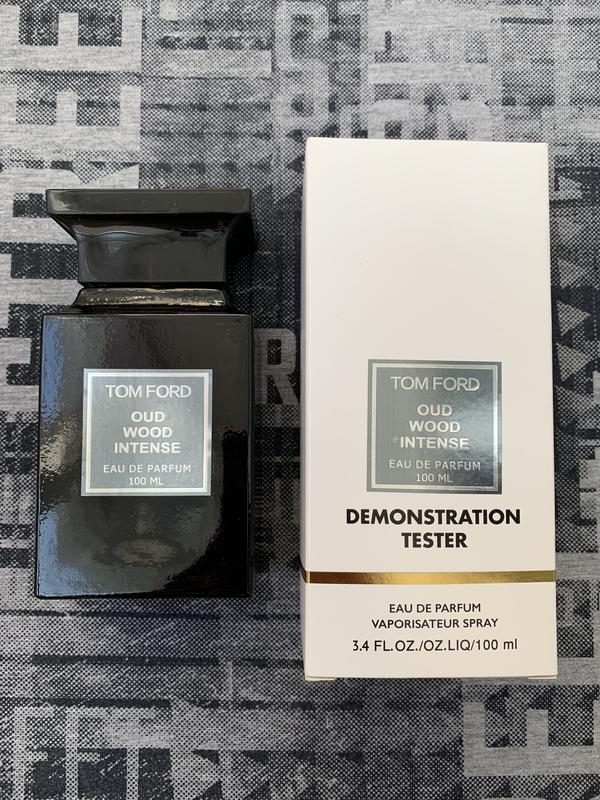 TOM FORD
OUD
WOOD
INTENSE
EAU DE PARFUM
100 ML
TOM FORD
OUD
WOOD
INTENSE
EAU DE PARFUM
100 ML
DEMONSTRATION
TESTER
EAU DE PARFUM
VAPORISATEUR SPRAY
3.4 FL.OZ./OZ.LIQ/100 ml